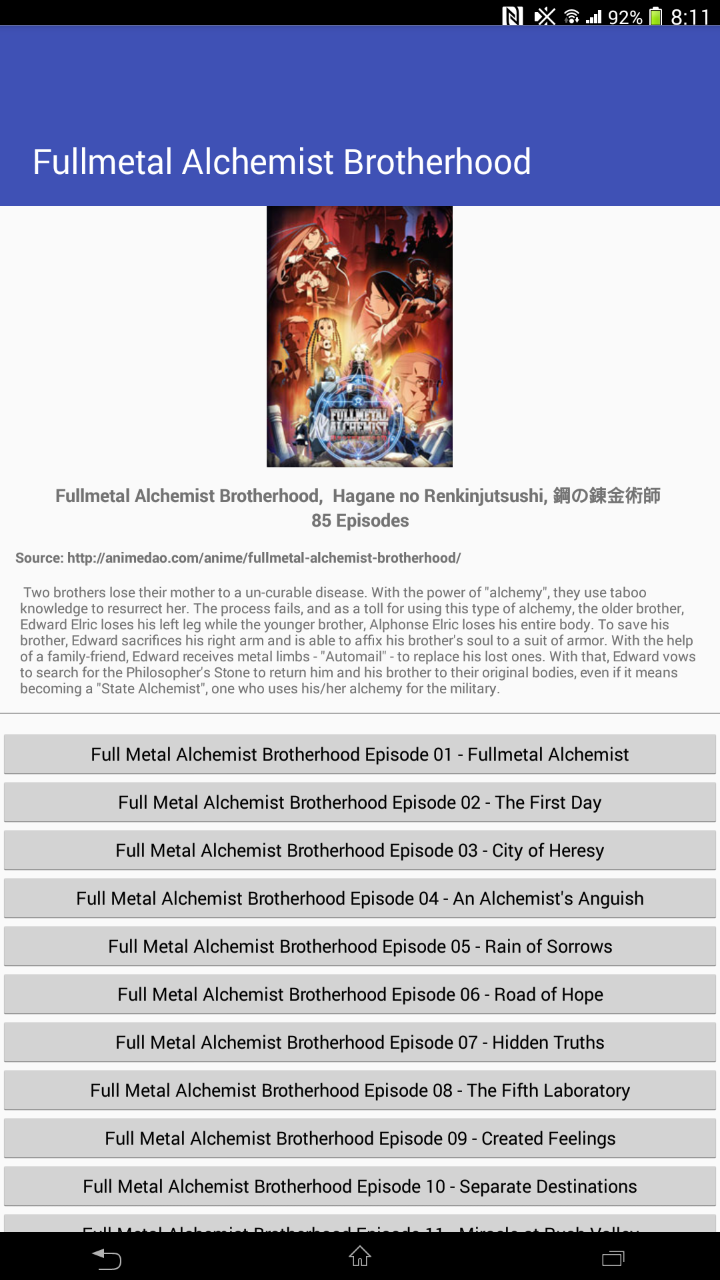 92% 8:11
Fullmetal Alchemist Brotherhood
FULLMETAL
ALCHEMIST
Fullmetal Alchemist Brotherhood,  Hagane no Renkinjutsushi, 鋼の錬金術師
85 Episodes
Source: http://animedao.com/anime/fullmetal-alchemist-brotherhood/
Two brothers lose their mother to a un-curable disease. With the power of "alchemy", they use taboo
knowledge to resurrect her. The process fails, and as a toll for using this type of alchemy, the older brother,
Edward Elric loses his left leg while the younger brother, Alphonse Elric loses his entire body. To save his
brother, Edward sacrifices his right arm and is able to affix his brother's soul to a suit of armor. With the help
of a family-friend, Edward receives metal limbs - "Automail" - to replace his lost ones. With that, Edward vows
to search for the Philosopher's Stone to return him and his brother to their original bodies, even if it means
becoming a "State Alchemist", one who uses his/her alchemy for the military.
Full Metal Alchemist Brotherhood Episode 01 - Fullmetal Alchemist
Full Metal Alchemist Brotherhood Episode 02 - The First Day
Full Metal Alchemist Brotherhood Episode 03 - City of Heresy
Full Metal Alchemist Brotherhood Episode 04 - An Alchemist's Anguish
Full Metal Alchemist Brotherhood Episode 05 - Rain of Sorrows
Full Metal Alchemist Brotherhood Episode 06 - Road of Hope
Full Metal Alchemist Brotherhood Episode 07 - Hidden Truths
Full Metal Alchemist Brotherhood Episode 08 - The Fifth Laboratory
Full Metal Alchemist Brotherhood Episode 09 - Created Feelings
Full Metal Alchemist Brotherhood Episode 10 - Separate Destinations
Full Metal Alchemist Brotherhood Episode 11 - Miracle at Rush Valley